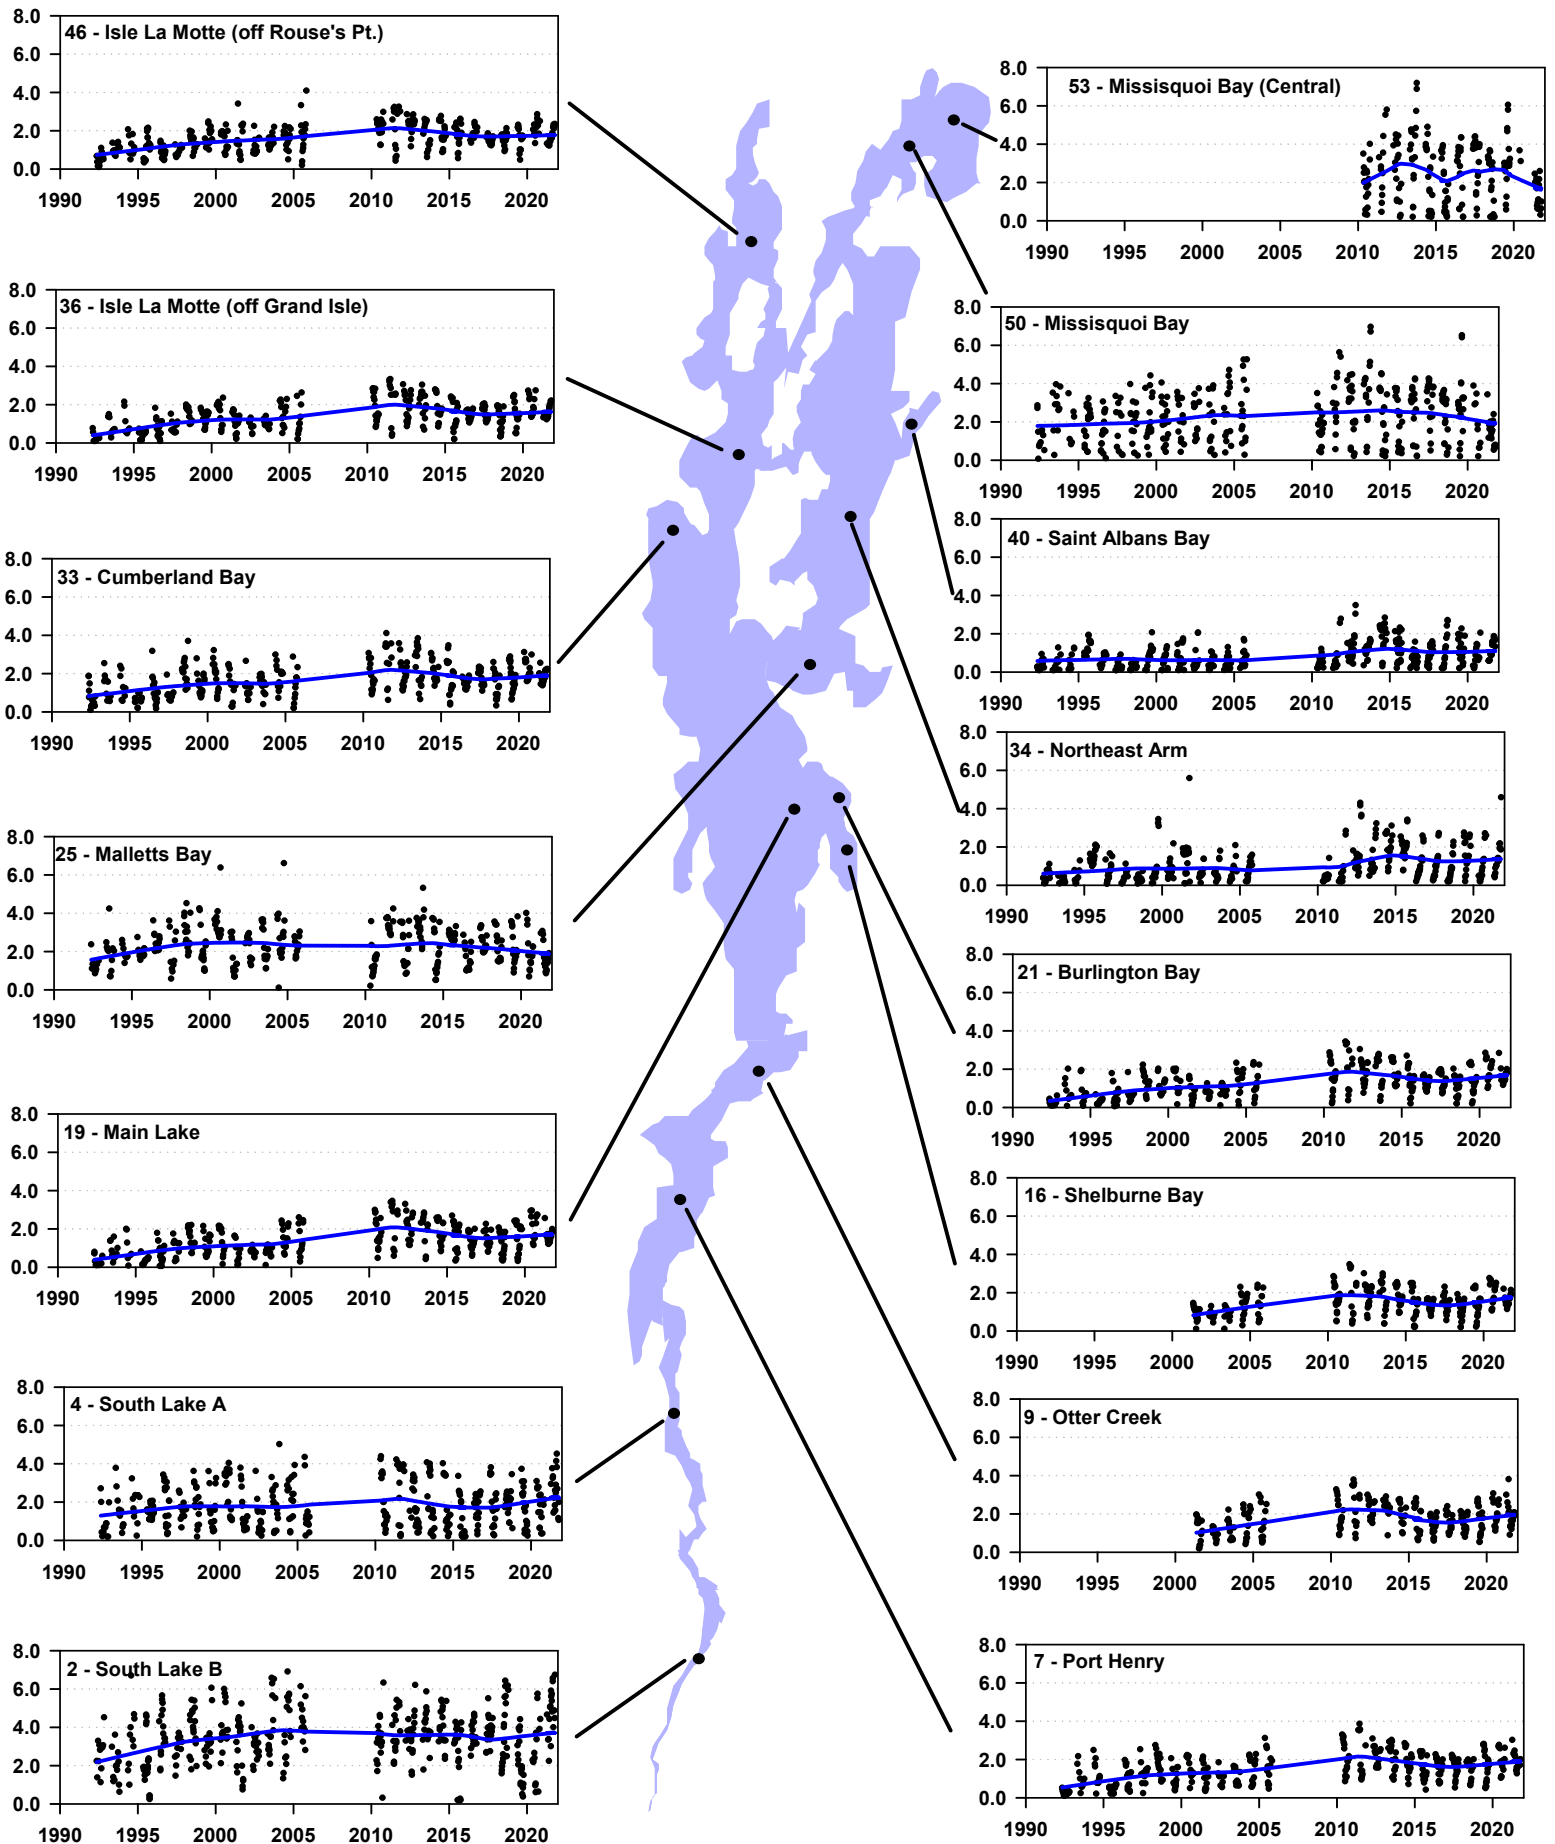 46 - Isle La Motte (off Rouse's Pt.)
8.0
6.0
4.0
2.0
0.0
1990 1995 2000 2005 2010 2015 2020
36 - Isle La Motte (off Grand Isle)
8.0
6.0
4.0
2.0
0.0
1990 1995 2000 2005 2010 2015 2020
33 - Cumberland Bay
8.0
6.0
4.0
2.0
0.0
1990 1995 2000 2005 2010 2015 2020
25 - Malletts Bay
8.0
6.0
4.0
2.0
0.0
1990 1995 2000 2005 2010 2015 2020
19 - Main Lake
8.0
6.0
4.0
2.0
0.0
1990 1995 2000 2005 2010 2015 2020
4 - South Lake A
8.0
6.0
4.0
2.0
0.0
1990 1995 2000 2005 2010 2015 2020
2 - South Lake B
8.0
6.0
4.0
2.0
0.0
1990 1995 2000 2005 2010 2015 2020
53 - Missisquoi Bay (Central)
8.0
6.0
4.0
2.0
0.0
1990 1995 2000 2005 2010 2015 2020
50 - Missisquoi Bay
8.0
6.0
4.0
2.0
0.0
1990 1995 2000 2005 2010 2015 2020
40 - Saint Albans Bay
8.0
6.0
4.0
2.0
0.0
1990 1995 2000 2005 2010 2015 2020
34 - Northeast Arm
8.0
6.0
4.0
2.0
0.0
1990 1995 2000 2005 2010 2015 2020
21 - Burlington Bay
8.0
6.0
4.0
2.0
0.0
1990 1995 2000 2005 2010 2015 2020
16 - Shelburne Bay
8.0
6.0
4.0
2.0
0.0
1990 1995 2000 2005 2010 2015 2020
9 - Otter Creek
8.0
6.0
4.0
2.0
0.0
1990 1995 2000 2005 2010 2015 2020
7 - Port Henry
8.0
6.0
4.0
2.0
0.0
1990 1995 2000 2005 2010 2015 2020